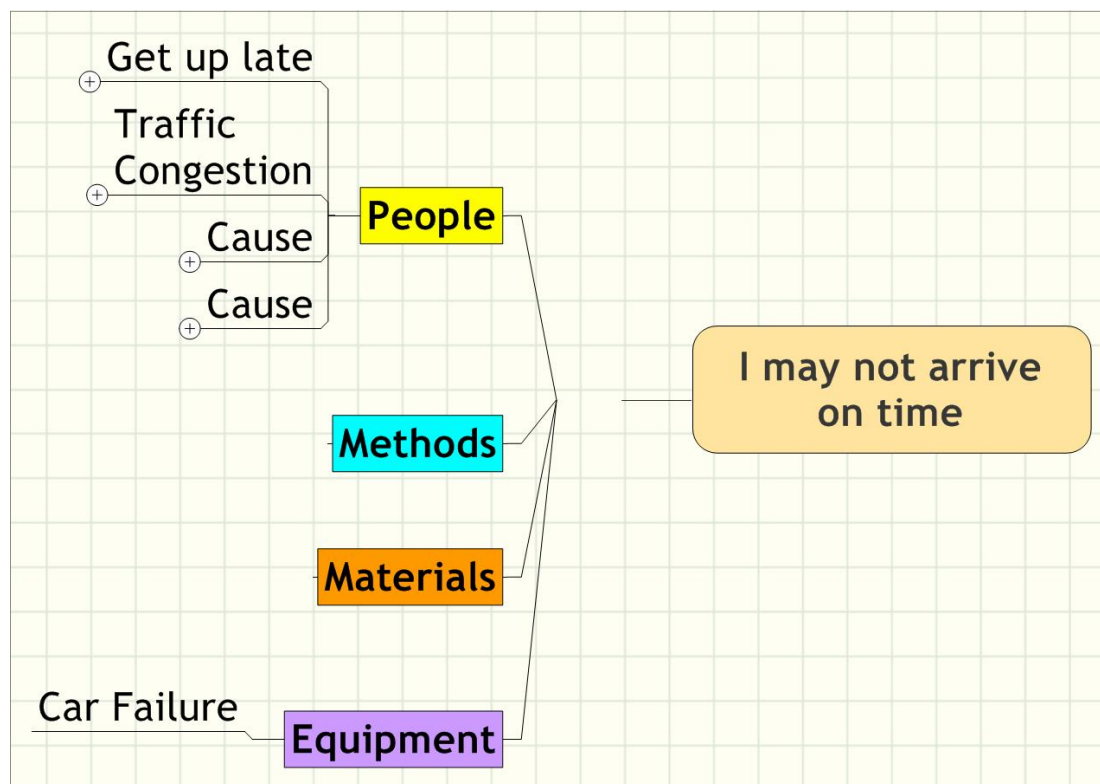 Get up late
Traffic
Congestion
People
Cause
Cause
I may not arrive
on time
Methods
Materials
Car Failure
Equipment